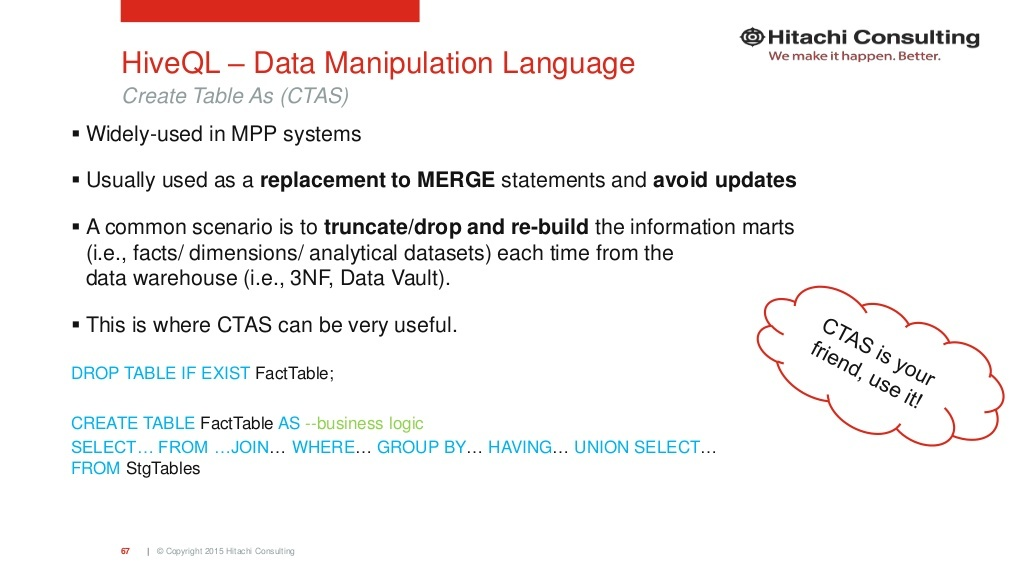 Hitachi Consulting
We make it happen. Better.
HiveQL – Data Manipulation Language
Create Table As (CTAS)
▪ Widely-used in MPP systems
▪ Usually used as a replacement to MERGE statements and avoid updates
▪ A common scenario is to truncate/drop and re-build the information marts
(i.e., facts/ dimensions/ analytical datasets) each time from the
data warehouse (i.e., 3NF, Data Vault).
▪ This is where CTAS can be very useful.
CTAS is your
friend, use it!
DROP TABLE IF EXIST FactTable;
CREATE TABLE FactTable AS --business logic
SELECT… FROM …JOIN… WHERE… GROUP BY… HAVING… UNION SELECT…
FROM StgTables
67 | © Copyright 2015 Hitachi Consulting